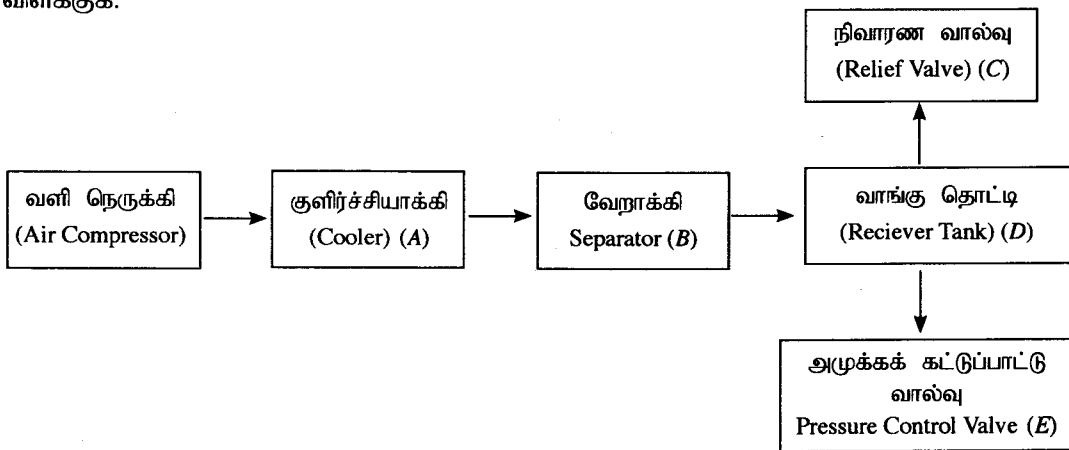 விளக்குக.
நிவாரண வால்வு
(Relief Valve) (C)
வளி நெருக்கி
(Air Compressor)
குளிர்ச்சியாக்கி
(Cooler) (A)
வேறாக்கி
Separator (B)
வாங்கு தொட்டி
(Reciever Tank) (D)
அமுக்கக் கட்டுப்பாட்டு
வால்வு
Pressure Control Valve (E)